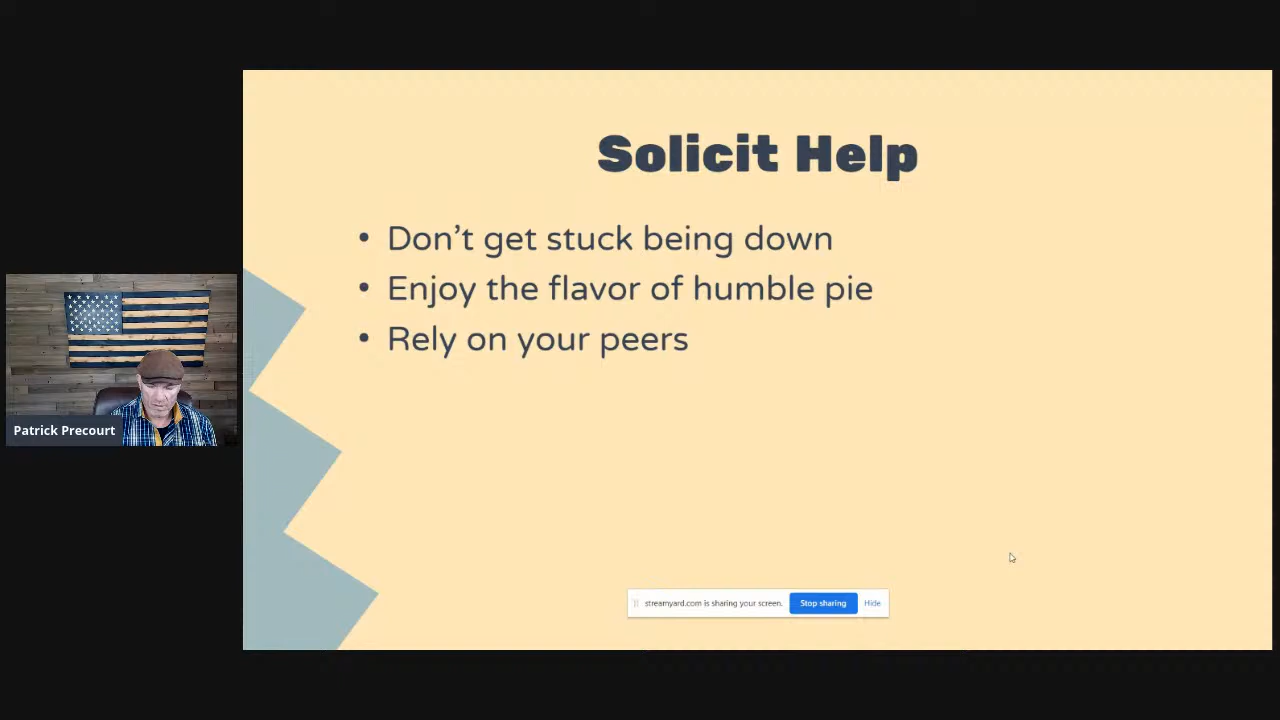 Solicit Help
• Don’t get stuck being down
• Enjoy the flavor of humble pie
• Rely on your peers
Patrick Precourt
streamyard.com is sharing your screen. Stop sharing Hide